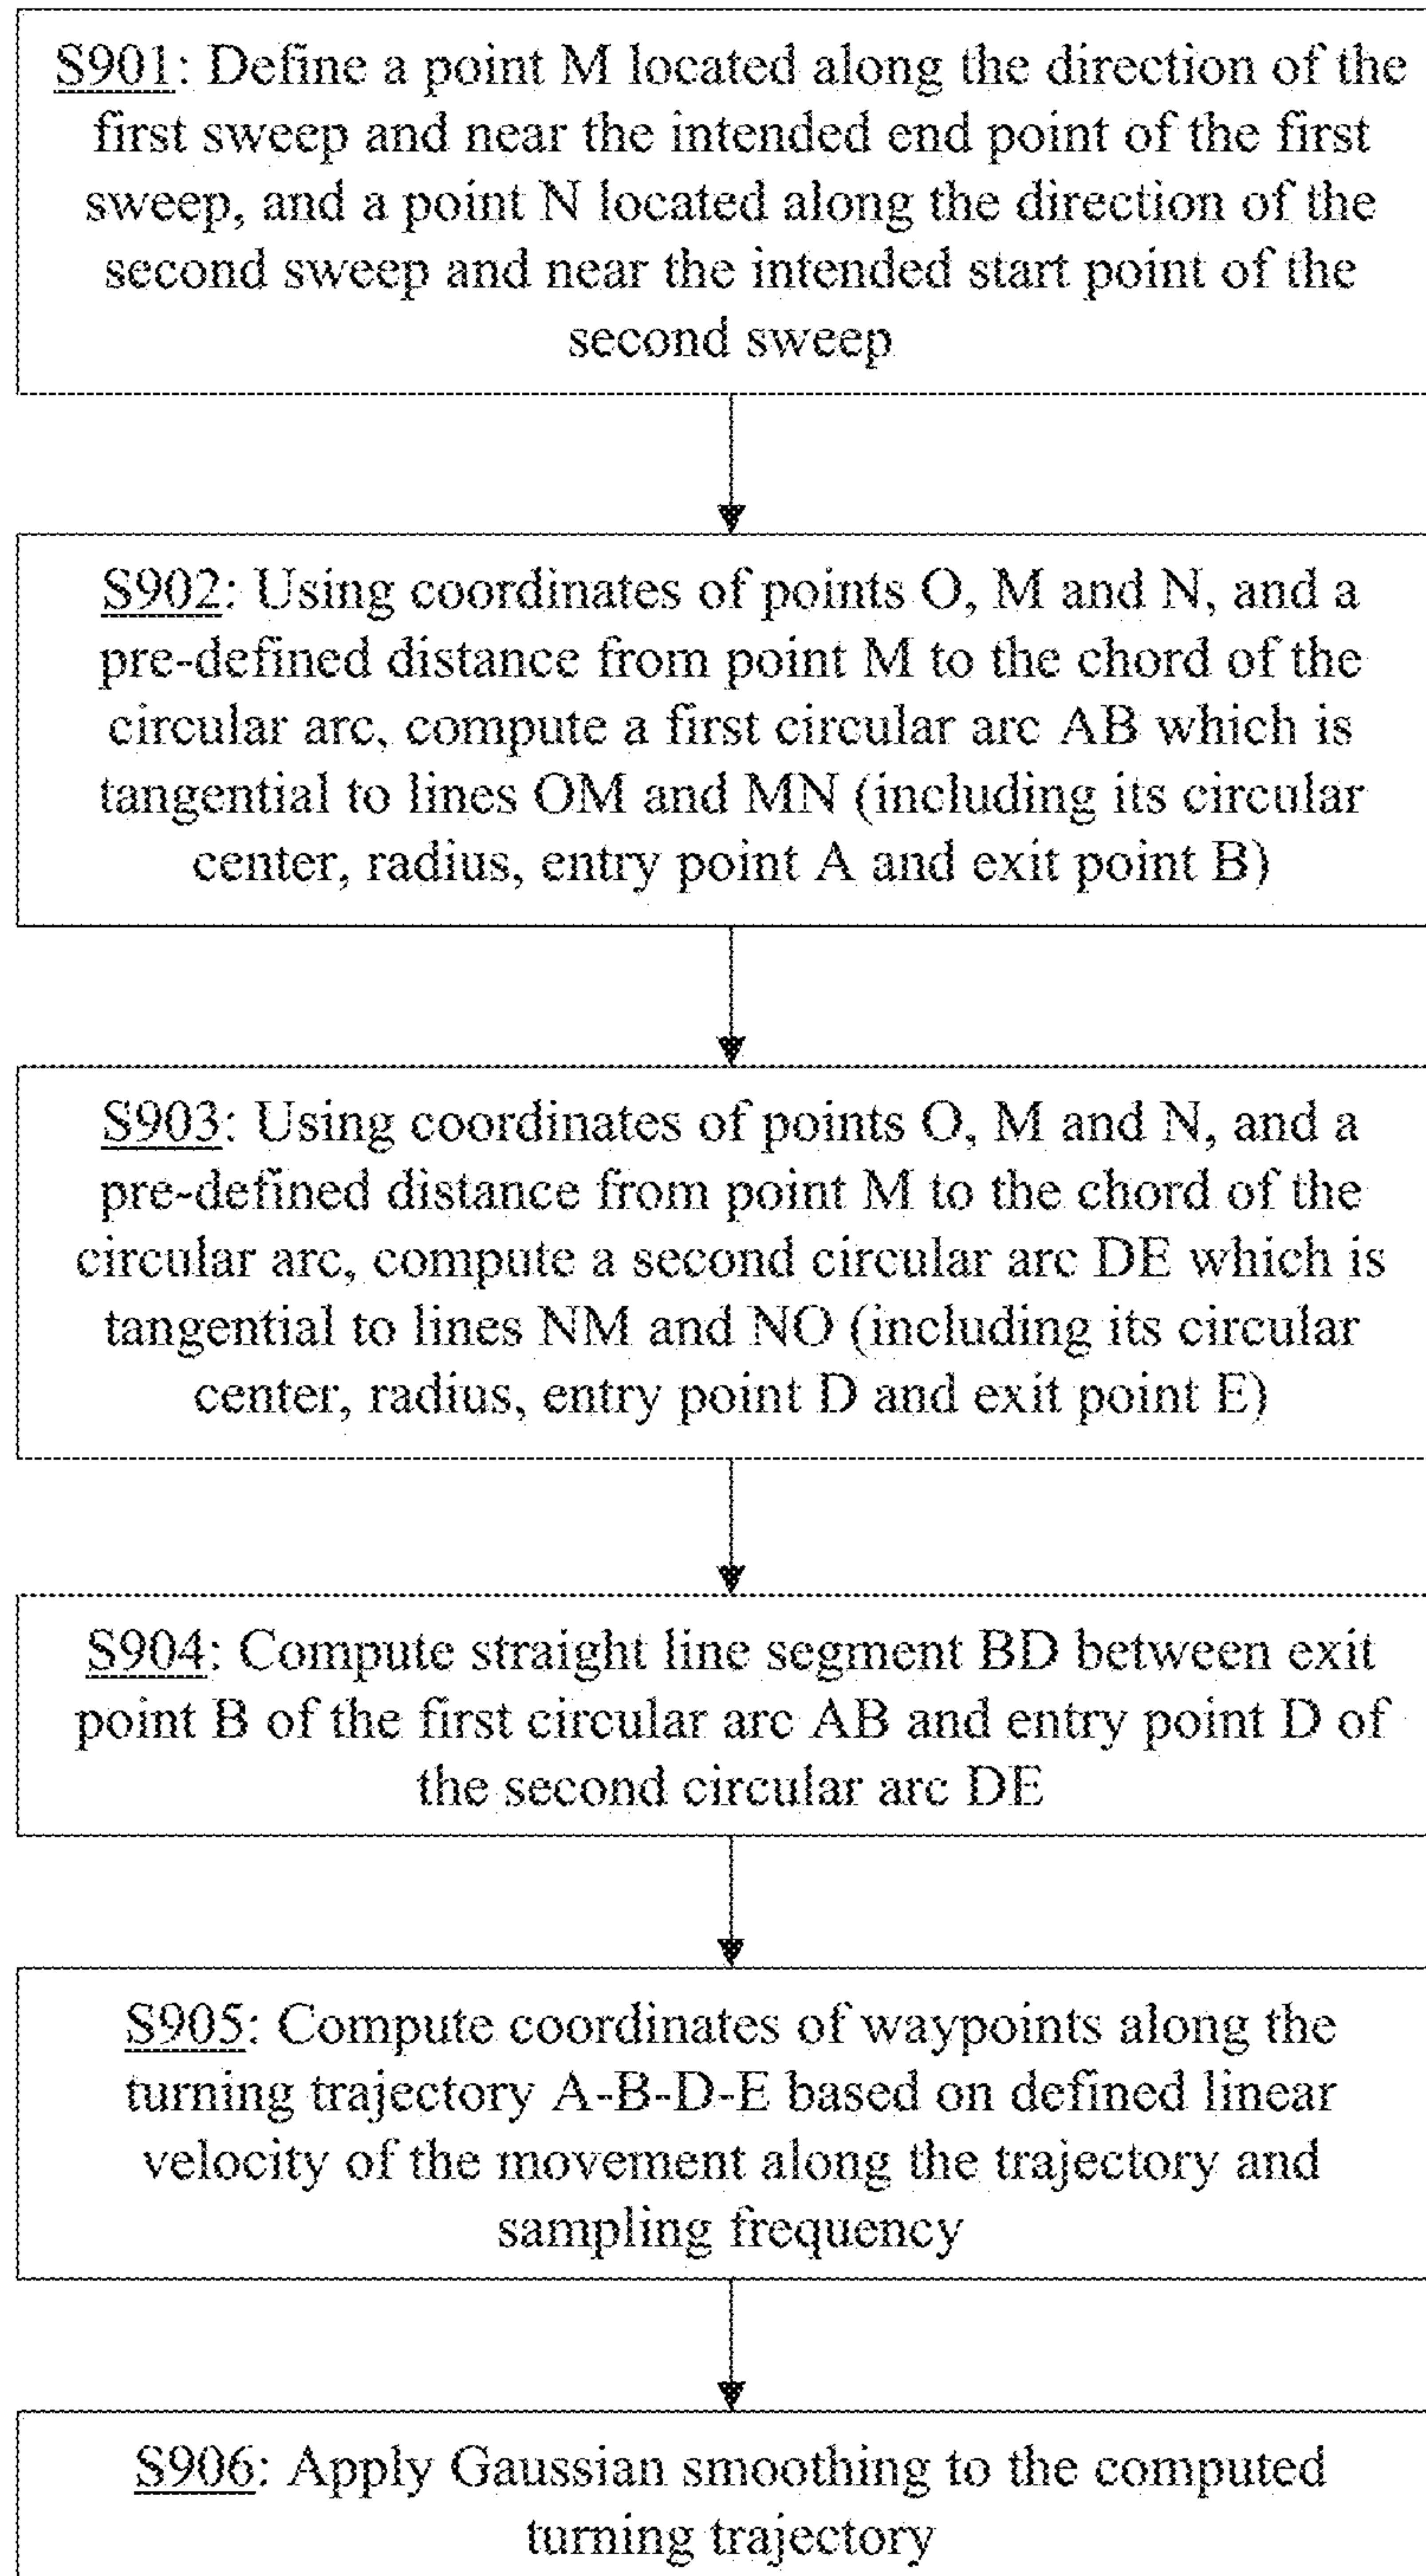 S901: Define a point M located along the direction of the
first sweep and near the intended end point of the first
sweep, and a point N located along the direction of the
second sweep and near the intended start point of the
second sweep
S902: Using coordinates of points O, M and N, and a
pre-defined distance from point M to the chord of the
circular arc, compute a first circular arc AB which is
tangential to lines OM and MN (including its circular
center, radius, entry point A and exit point B)
S903: Using coordinates of points O, M and N, and a
pre-defined distance from point M to the chord of the
circular arc, compute a second circular arc DE which is
tangential to lines NM and NO (including its circular
center, radius, entry point D and exit point E)
S904: Compute straight line segment BD between exit
point B of the first circular arc AB and entry point D of
the second circular arc DE
S905: Compute coordinates of waypoints along the
turning trajectory A-B-D-E based on defined linear
velocity of the movement along the trajectory and
sampling frequency
S906: Apply Gaussian smoothing to the computed
turning trajectory